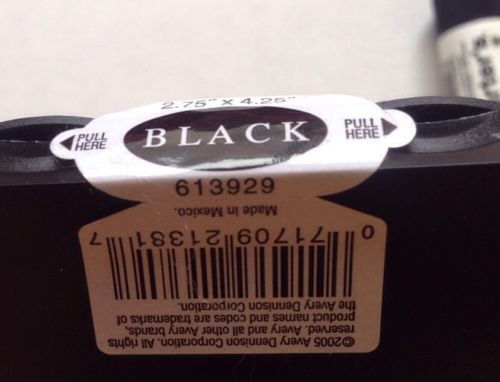 2.75" X 4.25"
PULL HERE
BLACK
PULL HERE
613929
Made in Mexico.
0 71709 21381 7
©2005 Avery Dennison Corporation. All rights
reserved. Avery and all other Avery brands,
product names and codes are trademarks of
the Avery Dennison Corporation.